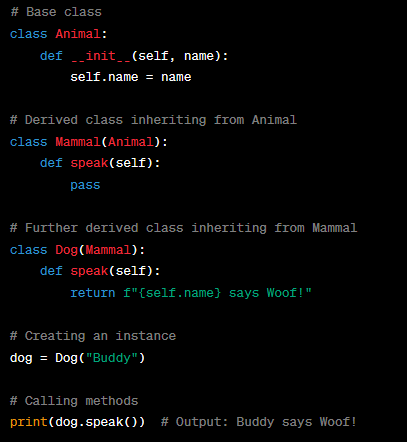 # Base class
class Animal:
    def __init__(self, name):
        self.name = name

# Derived class inheriting from Animal
class Mammal(Animal):
    def speak(self):
        pass

# Further derived class inheriting from Mammal
class Dog(Mammal):
    def speak(self):
        return f"{self.name} says Woof!"

# Creating an instance
dog = Dog("Buddy")

# Calling methods
print(dog.speak())  # Output: Buddy says Woof!